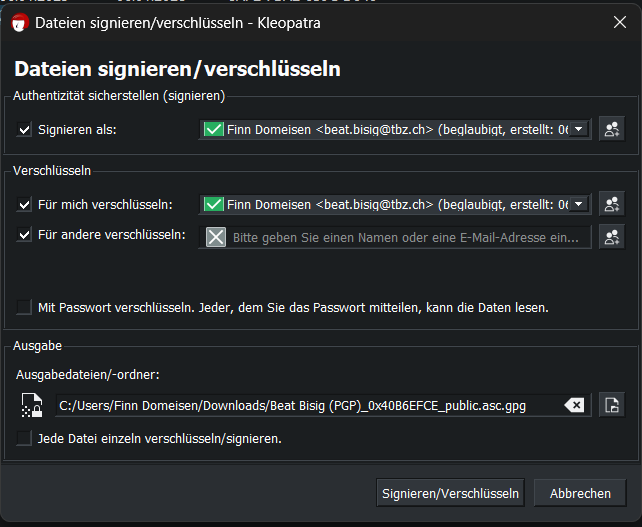 Dateien signieren/verschlüsseln - Kleopatra
Dateien signieren/verschlüsseln
Authentizität sicherstellen (signieren)
Signieren als:
Finn Domeisen <beat.bisig@tbz.ch> (beglaubigt, erstellt: 06
Verschlüsseln
Für mich verschlüsseln:
Finn Domeisen <beat.bisig@tbz.ch> (beglaubigt, erstellt: 06
Für andere verschlüsseln:
Bitte geben Sie einen Namen oder eine E-Mail-Adresse ein...
Mit Passwort verschlüsseln. Jeder, dem Sie das Passwort mitteilen, kann die Daten lesen.
Ausgabe
Ausgabedateien/-ordner:
C:/Users/Finn Domeisen/Downloads/Beat Bisig (PGP)_0x40B6EFCE_public.asc.gpg
Jede Datei einzeln verschlüsseln/signieren.
Signieren/Verschlüsseln
Abbrechen